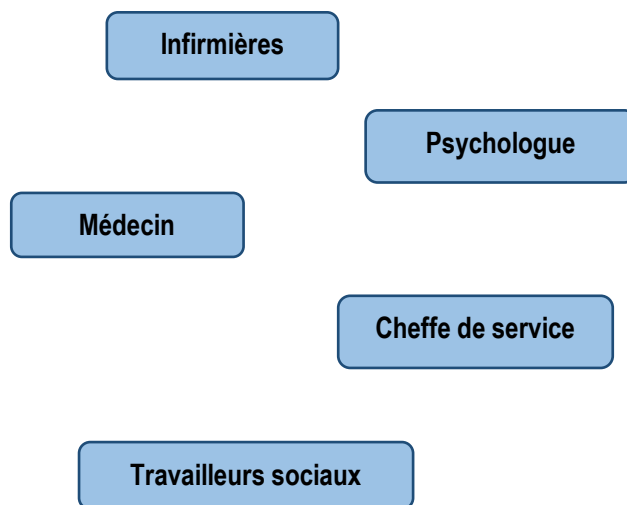 Infirmières
Psychologue
Médecin
Cheffe de service
Travailleurs sociaux